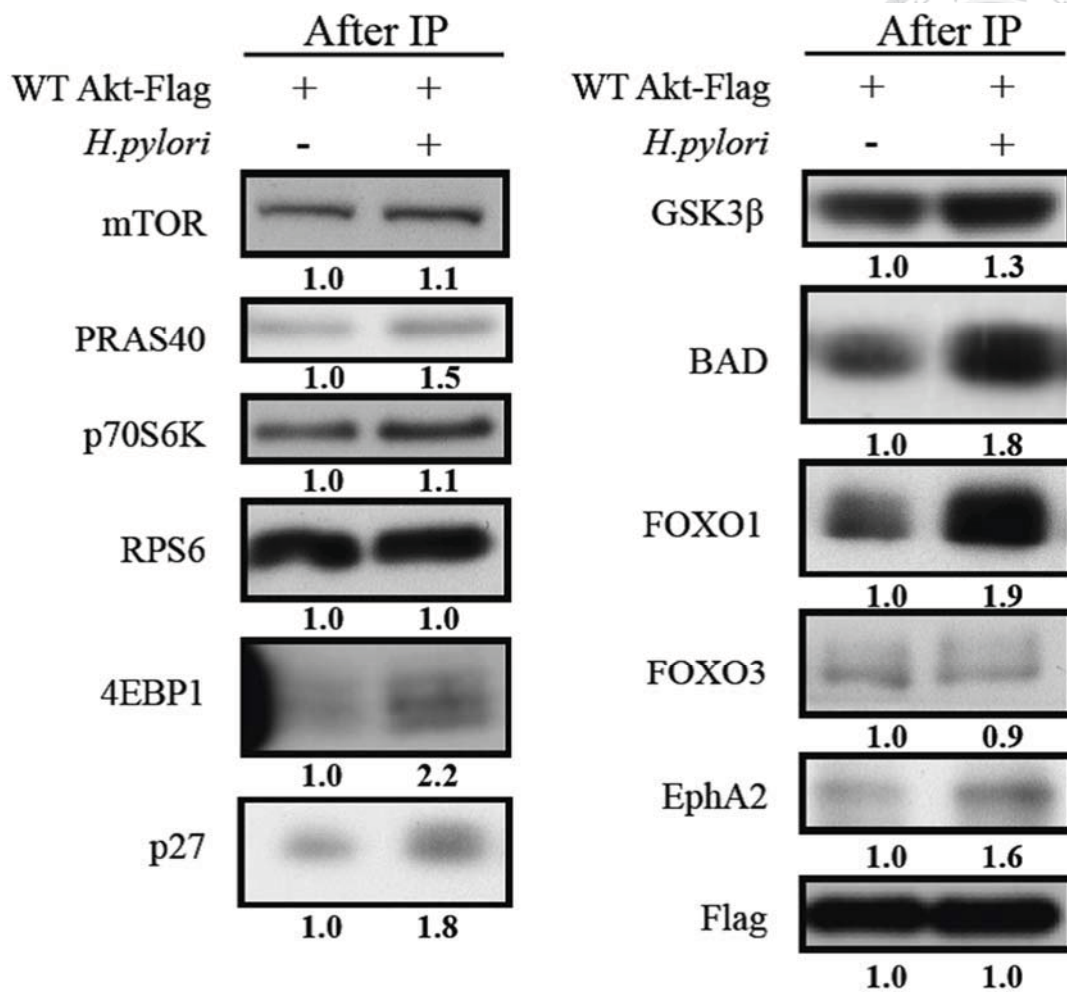 After IP
WT Akt-Flag + +
H.pylori - +
mTOR
1.0 1.1
PRAS40
1.0 1.5
p70S6K
1.0 1.1
RPS6
1.0 1.0
4EBP1
1.0 2.2
p27
1.0 1.8
After IP
WT Akt-Flag + +
H.pylori - +
GSK3β
1.0 1.3
BAD
1.0 1.8
FOXO1
1.0 1.9
FOXO3
1.0 0.9
EphA2
1.0 1.6
Flag
1.0 1.0